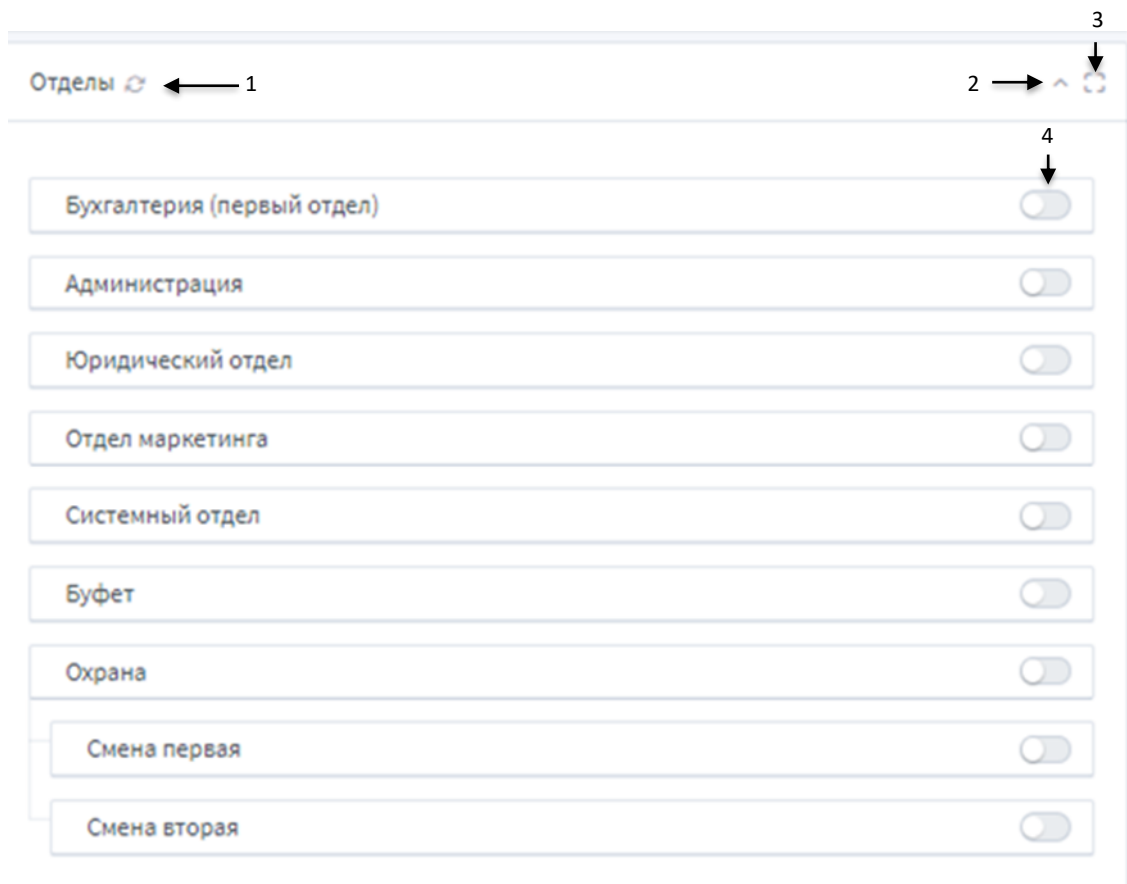 3
Отделы 1 2
4
Бухгалтерия (первый отдел)
Администрация
Юридический отдел
Отдел маркетинга
Системный отдел
Буфет
Охрана
Смена первая
Смена вторая